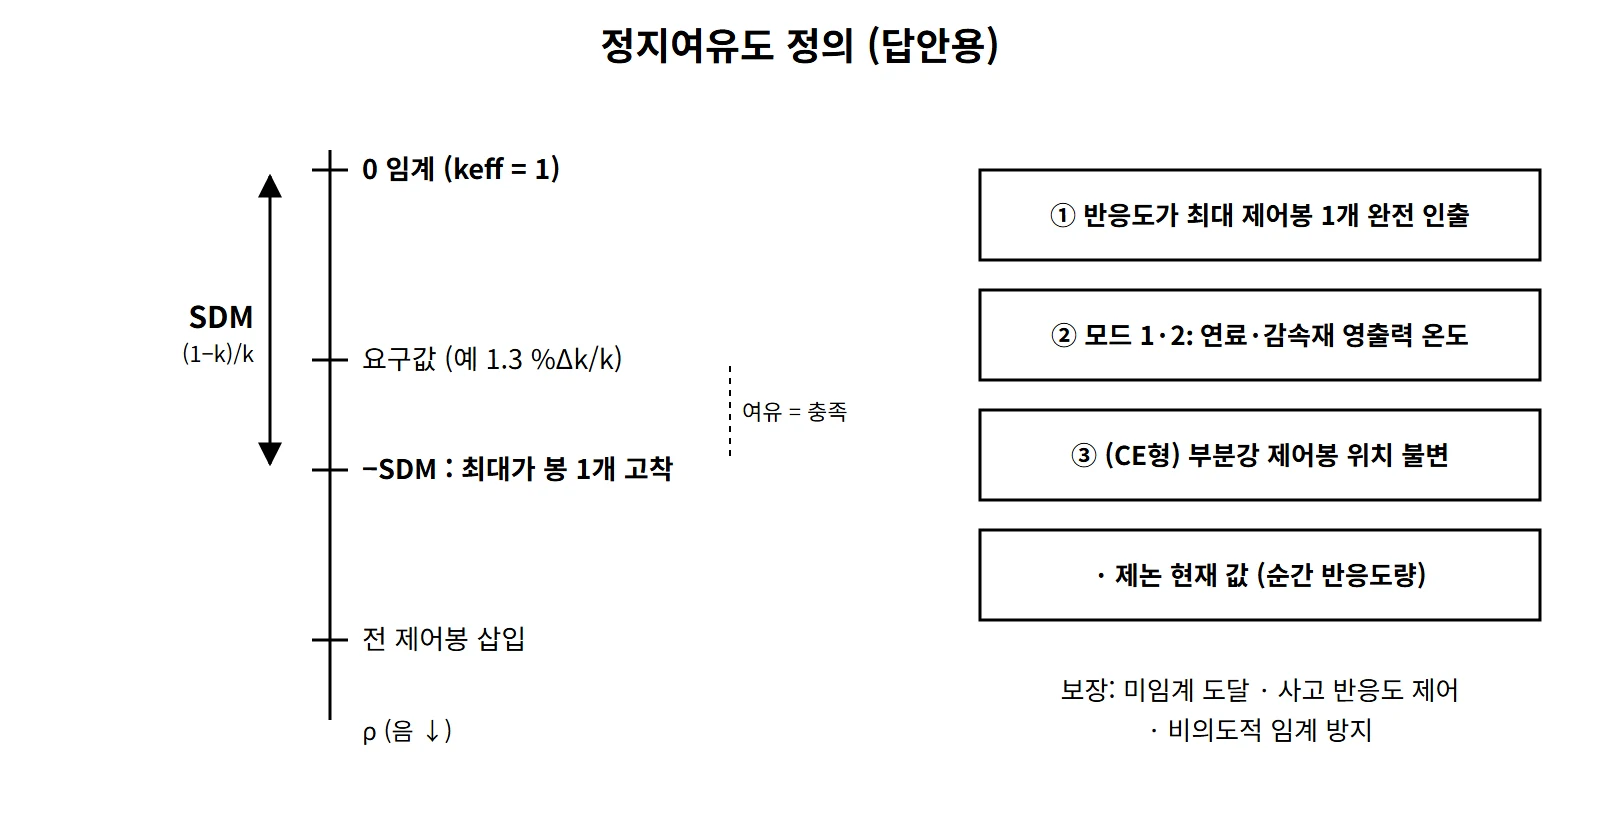 정지여유도 정의 (답안용)
0 임계 (keff = 1)
SDM
(1−k)/k
요구값 (예 1.3 %Δk/k)
여유 = 충족
−SDM : 최대가 봉 1개 고착
전 제어봉 삽입
ρ (음 ↓)
① 반응도가 최대 제어봉 1개 완전 인출
② 모드 1·2: 연료·감속재 영출력 온도
③ (CE형) 부분강 제어봉 위치 불변
· 제논 현재 값 (순간 반응도량)
보장: 미임계 도달 · 사고 반응도 제어
· 비의도적 임계 방지